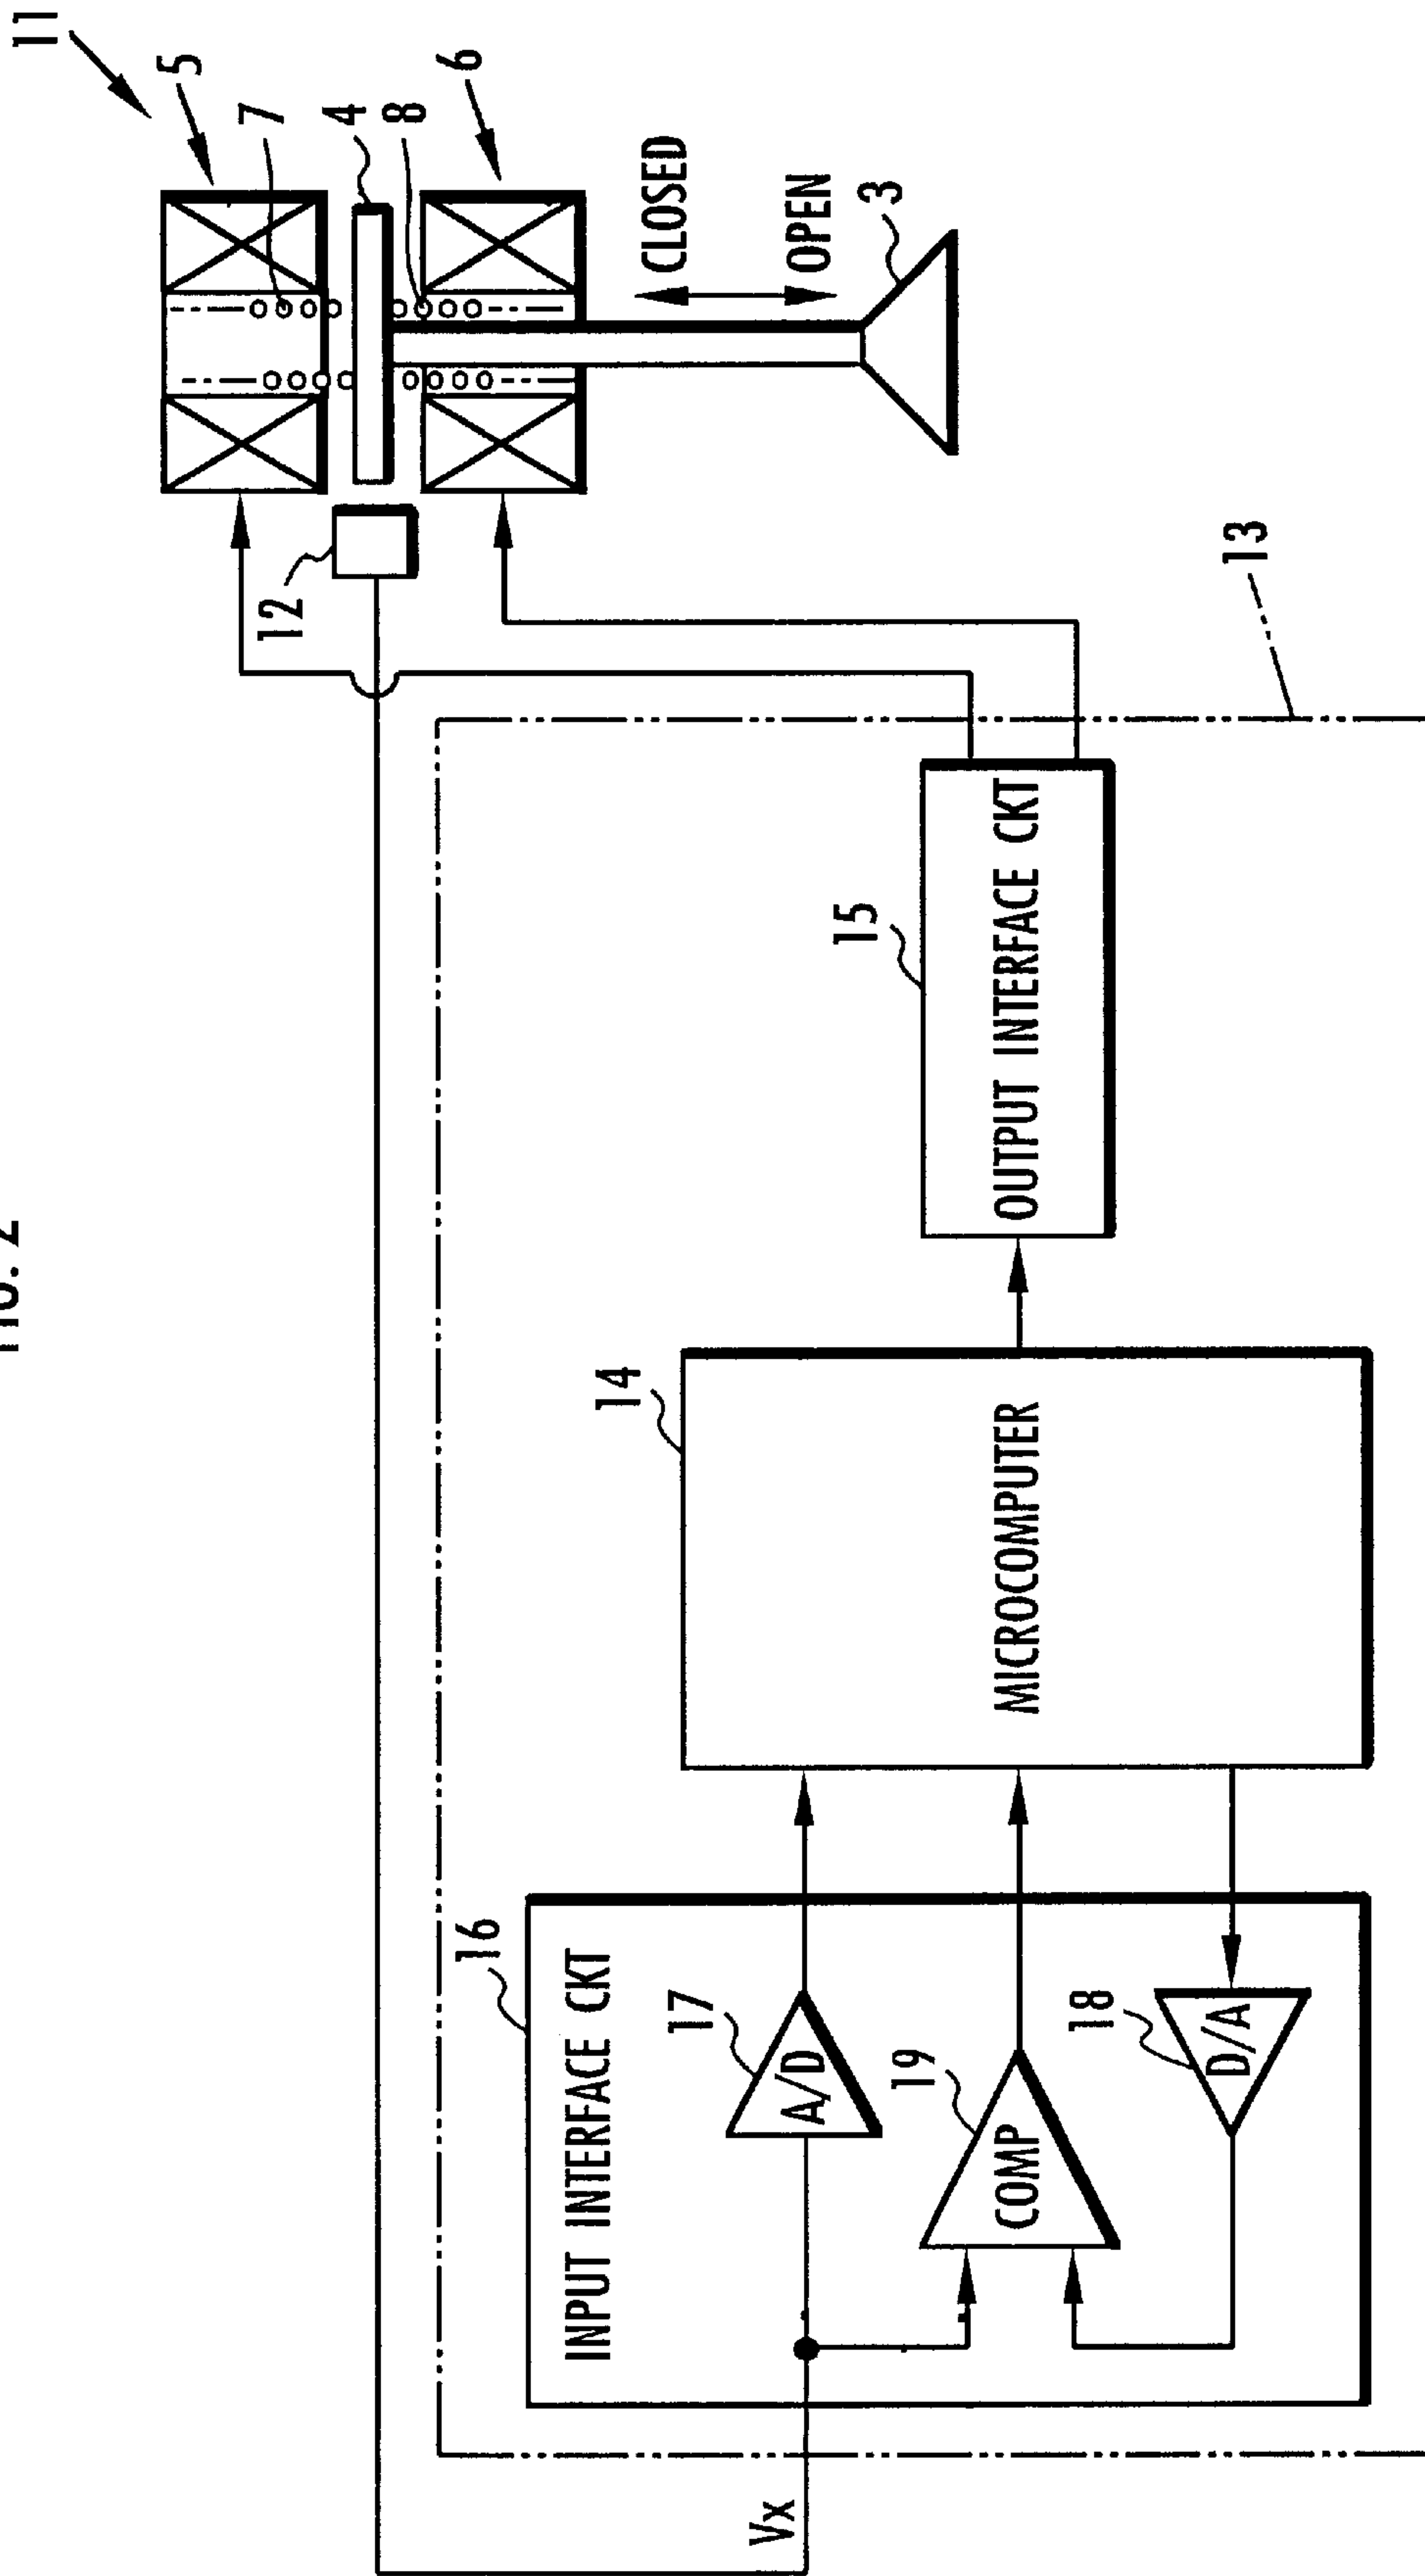 FIG. 2
11
5
7
4
8
6
12
CLOSED
OPEN
3
13
15
OUTPUT INTERFACE CKT
14
MICROCOMPUTER
16
INPUT INTERFACE CKT
17
A/D
19
COMP
18
D/A
Vx